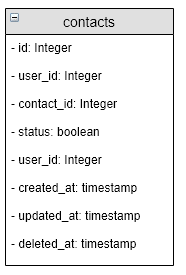 contacts
- id: Integer
- user_id: Integer
- contact_id: Integer
- status: boolean
- user_id: Integer
- created_at: timestamp
- updated_at: timestamp
- deleted_at: timestamp